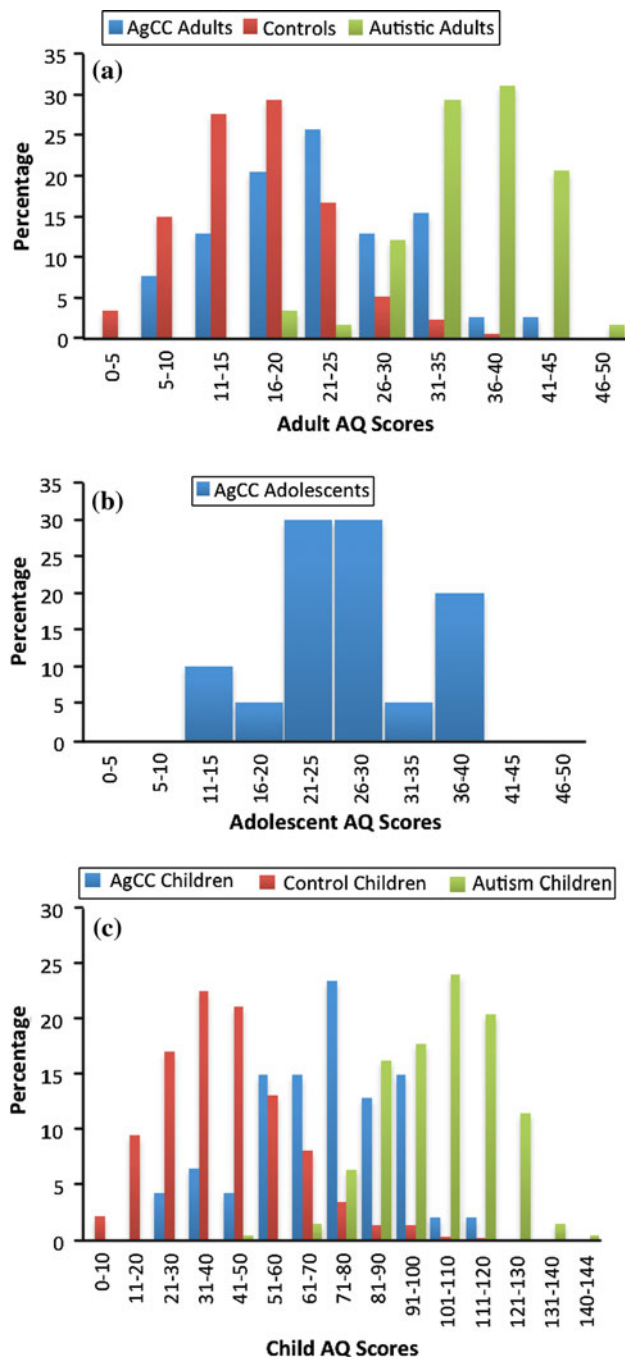 AgCC Adults Controls Autistic Adults
(a)
35
30
25
20
15
10
5
0
Percentage
0-5 5-10 11-15 16-20 21-25 26-30 31-35 36-40 41-45 46-50
Adult AQ Scores
AgCC Adolescents
(b)
35
30
25
20
15
10
5
0
Percentage
0-5 5-10 11-15 16-20 21-25 26-30 31-35 36-40 41-45 46-50
Adolescent AQ Scores
AgCC Children Control Children Autism Children
(c)
30
25
20
15
10
5
0
Percentage
0-10 11-20 21-30 31-40 41-50 51-60 61-70 71-80 81-90 91-100 101-110 111-120 121-130 131-140 140-144
Child AQ Scores